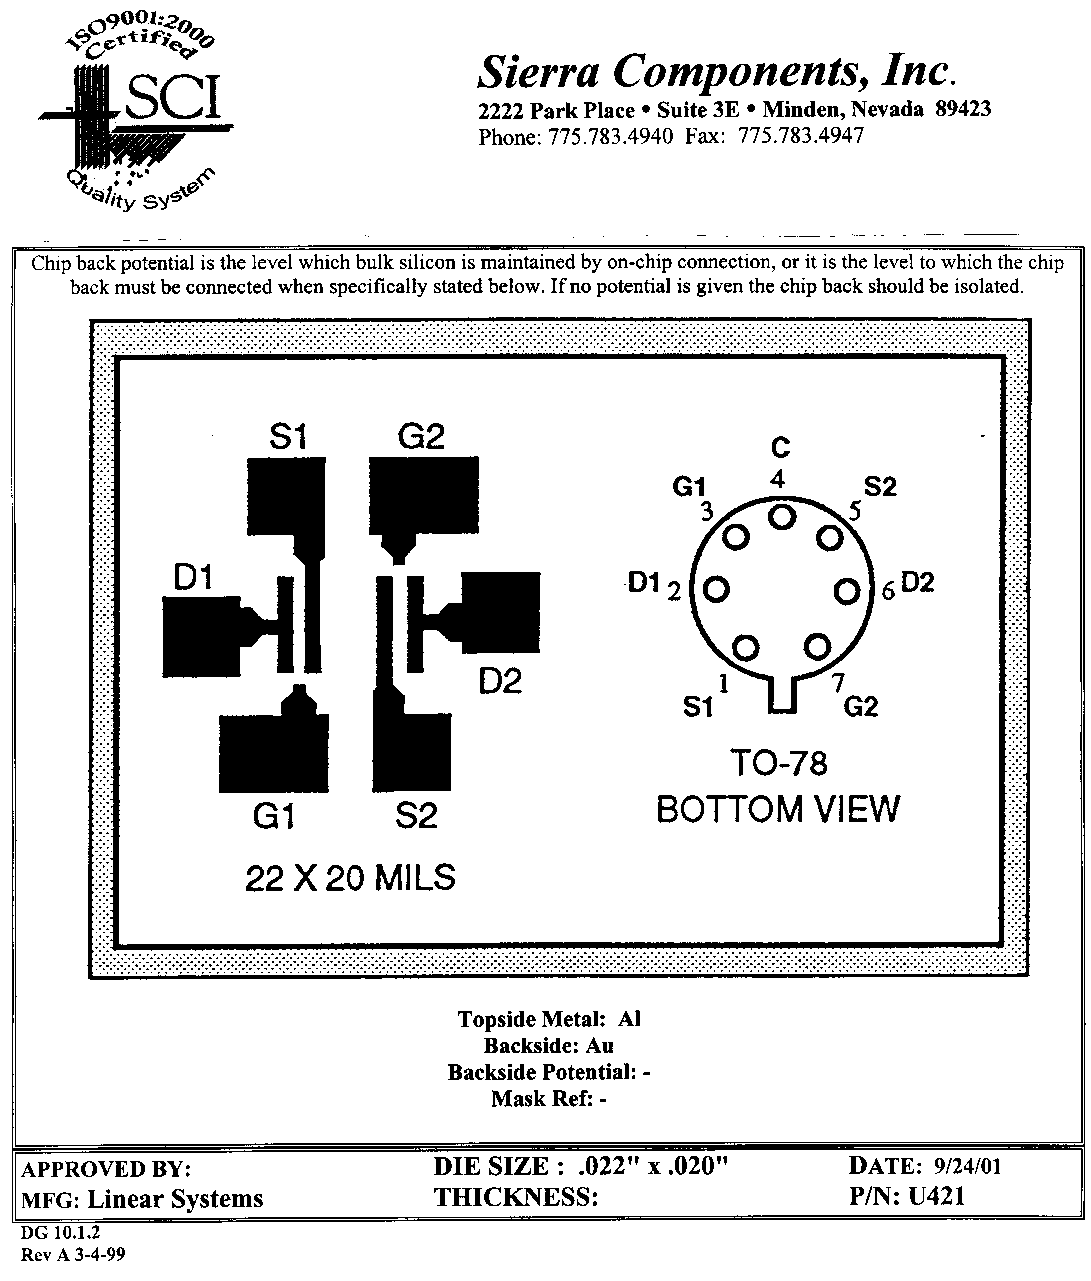 ISO9001:2000
Certified
SCI
Quality System
Sierra Components, Inc.
2222 Park Place • Suite 3E • Minden, Nevada 89423
Phone: 775.783.4940 Fax: 775.783.4947
Chip back potential is the level which bulk silicon is maintained by on-chip connection, or it is the level to which the chip
back must be connected when specifically stated below. If no potential is given the chip back should be isolated.
S1
G2
D1
D2
G1
S2
22 X 20 MILS
C
4
G1
3
S2
5
D1 2
6 D2
1
S1
7
G2
TO-78
BOTTOM VIEW
Topside Metal: Al
Backside: Au
Backside Potential: -
Mask Ref: -
APPROVED BY:
DIE SIZE : .022" x .020"
DATE: 9/24/01
MFG: Linear Systems
THICKNESS:
P/N: U421
DG 10.1.2
Rev A 3-4-99